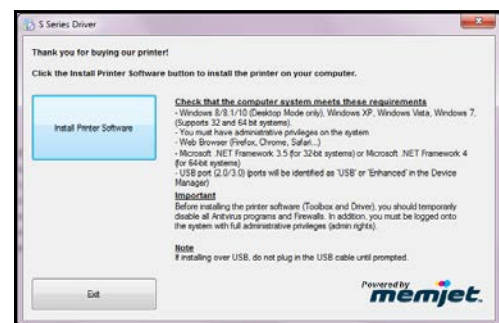 S Series Driver
Thank you for buying our printer!
Click the Install Printer Software button to install the printer on your computer.
Install Printer Software
Check that the computer system meets these requirements
- Windows 8/8.1/10 (Desktop Mode only), Windows XP, Windows Vista, Windows 7,
(Supports 32 and 64 bit systems).
- You must have administrative privileges on the system
- Web Browser (Firefox, Chrome, Safari...)
- Microsoft .NET Framework 3.5 (for 32-bit systems) or Microsoft .NET Framework 4
(for 64-bit systems)
- USB port (2.0/3.0) (ports will be identified as 'USB' or 'Enhanced' in the Device
Manager)
Important
Before installing the printer software (Toolbox and Driver), you should temporarily
disable all Antivirus programs and Firewalls. In addition, you must be logged onto
the system with full administrative privileges (admin rights).
Note
If installing over USB, do not plug in the USB cable until prompted.
Exit
Powered by
memjet.